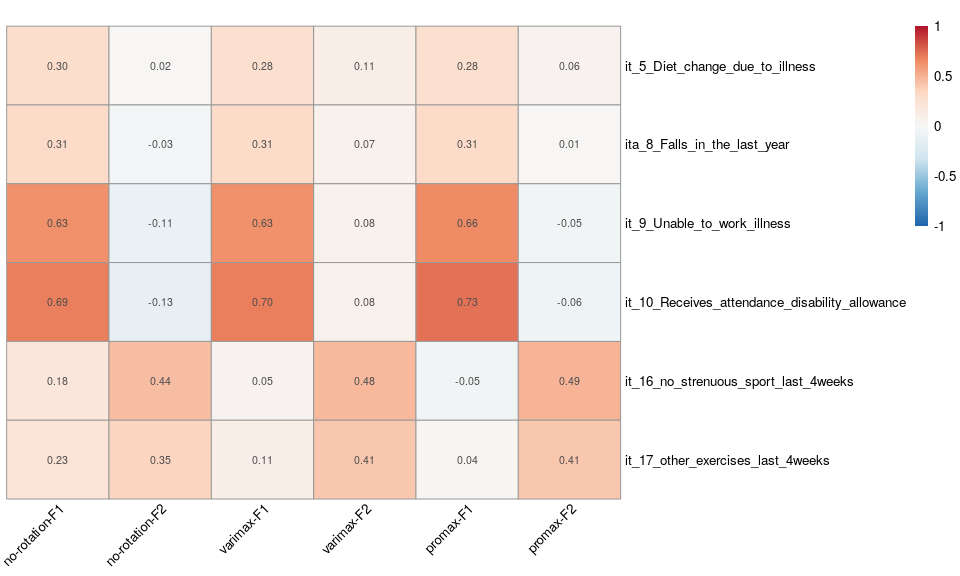 0.30 0.02 0.28 0.11 0.28 0.06 it_5_Diet_change_due_to_illness
0.31 -0.03 0.31 0.07 0.31 0.01 ita_8_Falls_in_the_last_year
0.63 -0.11 0.63 0.08 0.66 -0.05 it_9_Unable_to_work_illness
0.69 -0.13 0.70 0.08 0.73 -0.06 it_10_Receives_attendance_disability_allowance
0.18 0.44 0.05 0.48 -0.05 0.49 it_16_no_strenuous_sport_last_4weeks
0.23 0.35 0.11 0.41 0.04 0.41 it_17_other_exercises_last_4weeks
no-rotation-F1 no-rotation-F2 varimax-F1 varimax-F2 promax-F1 promax-F2
1
0.5
0
-0.5
-1